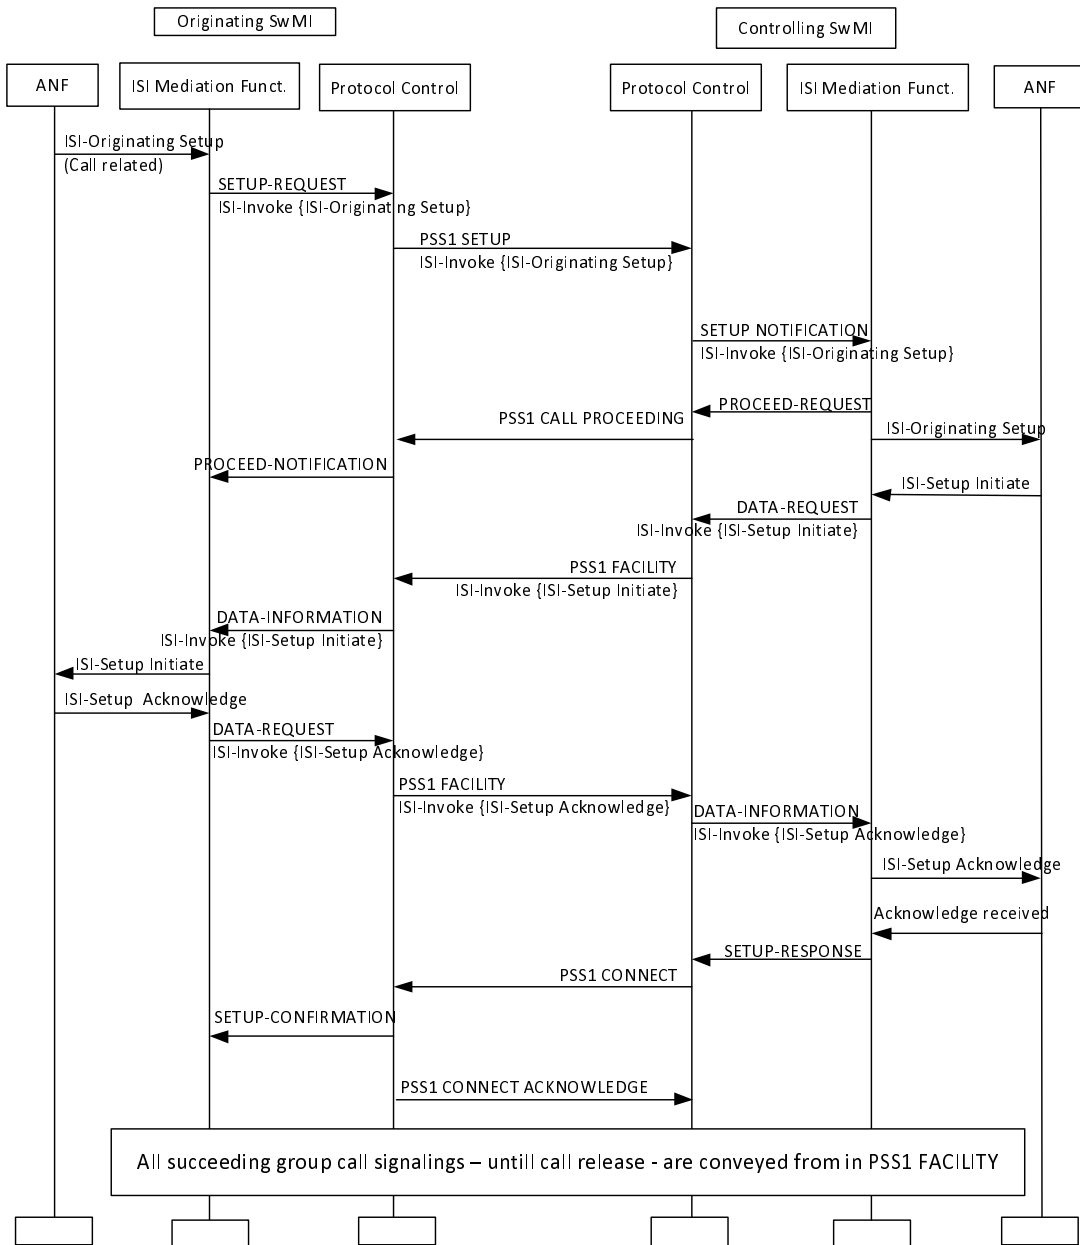 Originating SwMI
Controlling SwMI
ANF
ISI Mediation Funct.
Protocol Control
Protocol Control
ISI Mediation Funct.
ANF
ISI-Originating Setup
(Call related)
SETUP-REQUEST
ISI-Invoke {ISI-Originating Setup}
PSS1 SETUP
ISI-Invoke {ISI-Originating Setup}
SETUP NOTIFICATION
ISI-Invoke {ISI-Originating Setup}
PROCEED-REQUEST
PSS1 CALL PROCEEDING
ISI-Originating Setup
PROCEED-NOTIFICATION
ISI-Setup Initiate
DATA-REQUEST
ISI-Invoke {ISI-Setup Initiate}
PSS1 FACILITY
ISI-Invoke {ISI-Setup Initiate}
DATA-INFORMATION
ISI-Invoke {ISI-Setup Initiate}
ISI-Setup Initiate
ISI-Setup Acknowledge
DATA-REQUEST
ISI-Invoke {ISI-Setup Acknowledge}
PSS1 FACILITY
ISI-Invoke {ISI-Setup Acknowledge}
DATA-INFORMATION
ISI-Invoke {ISI-Setup Acknowledge}
ISI-Setup Acknowledge
Acknowledge received
SETUP-RESPONSE
PSS1 CONNECT
SETUP-CONFIRMATION
PSS1 CONNECT ACKNOWLEDGE
All succeeding group call signalings – untill call release - are conveyed from in PSS1 FACILITY